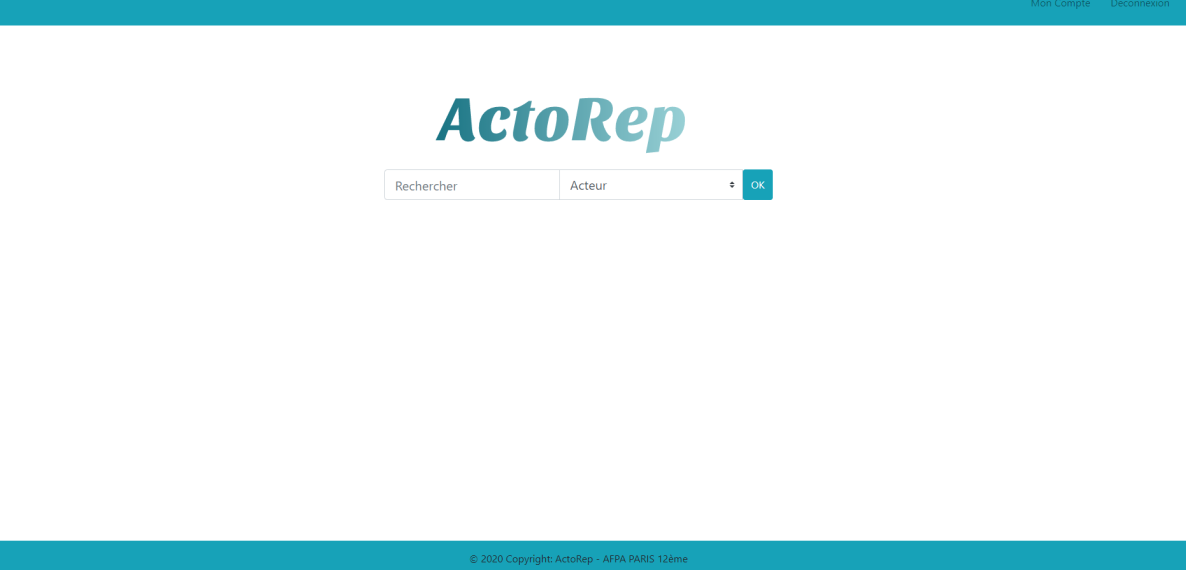 Mon Compte Deconnexion
ActoRep
Rechercher Acteur OK
© 2020 Copyright: ActoRep - AFPA PARIS 12ème